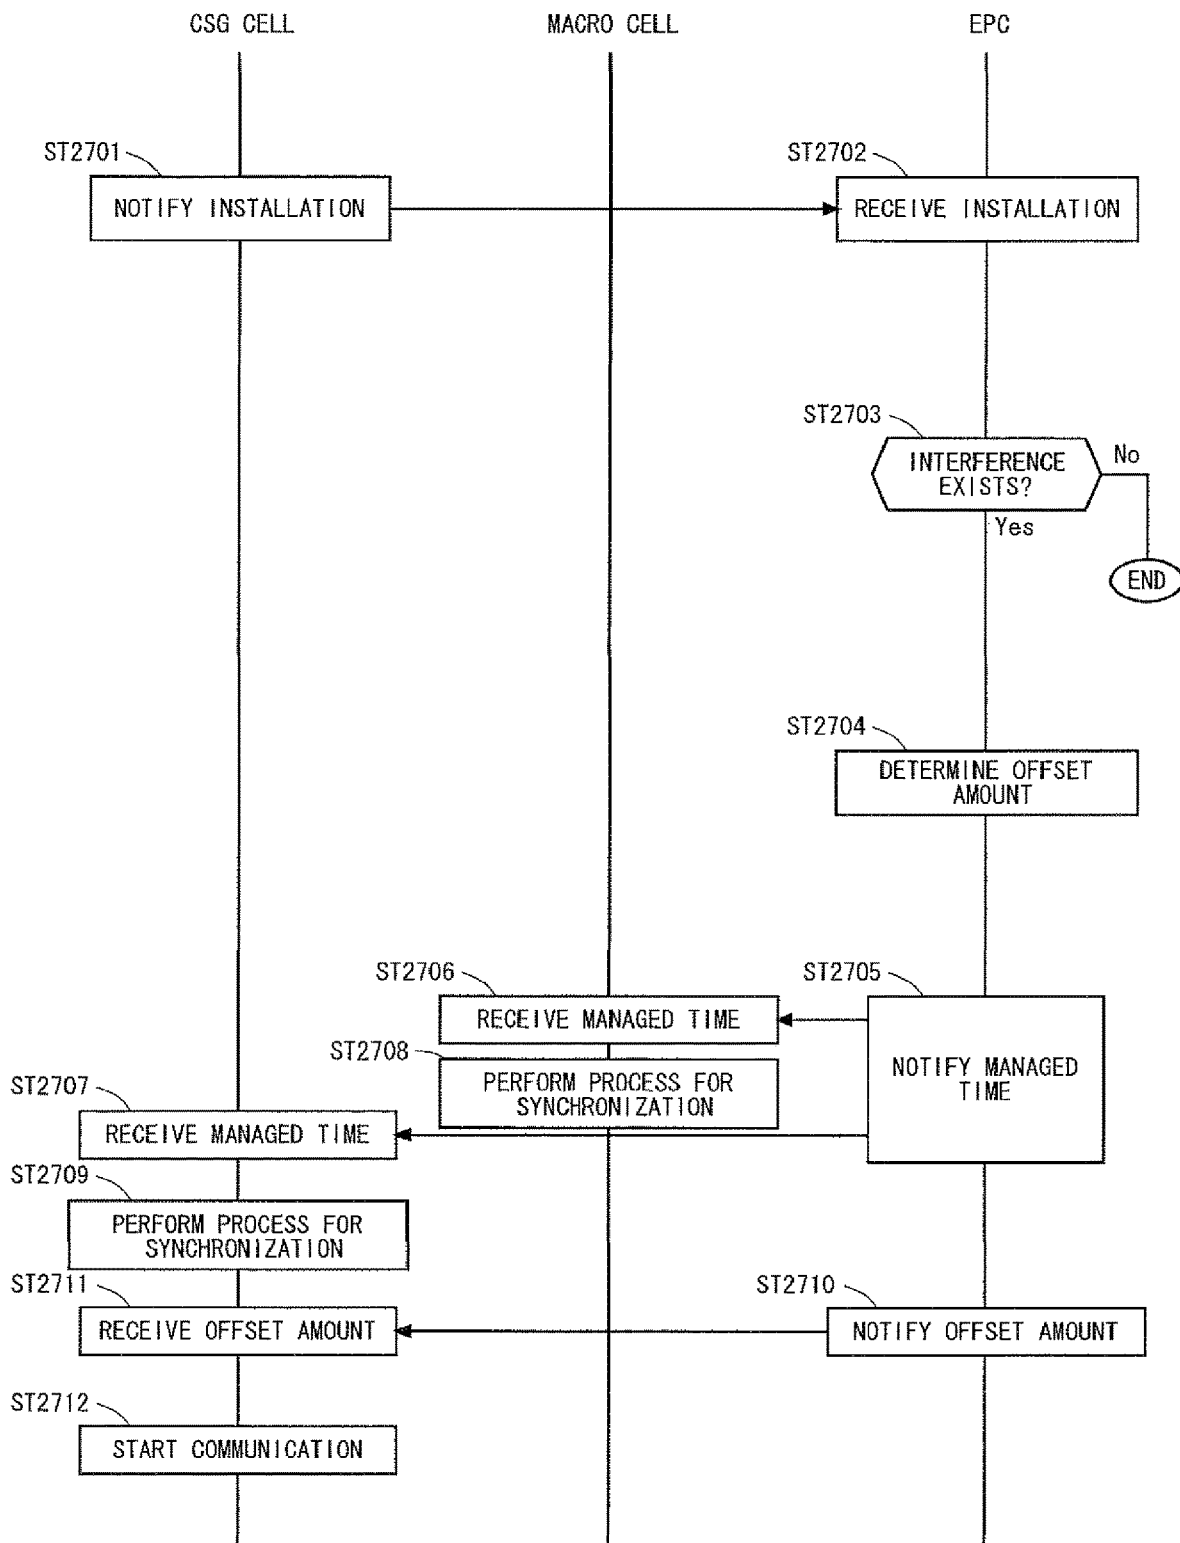 CSG CELL
MACRO CELL
EPC
ST2701
NOTIFY INSTALLATION
ST2702
RECEIVE INSTALLATION
ST2703
INTERFERENCE
EXISTS?
No
Yes
END
ST2704
DETERMINE OFFSET
AMOUNT
ST2706
RECEIVE MANAGED TIME
ST2705
NOTIFY MANAGED
TIME
ST2708
PERFORM PROCESS FOR
SYNCHRONIZATION
ST2707
RECEIVE MANAGED TIME
ST2709
PERFORM PROCESS FOR
SYNCHRONIZATION
ST2711
RECEIVE OFFSET AMOUNT
ST2710
NOTIFY OFFSET AMOUNT
ST2712
START COMMUNICATION